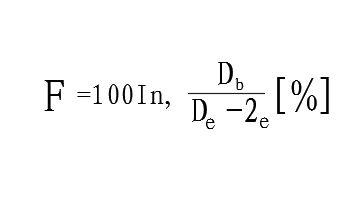 F =100In, D_b / D_e −2_e [%]